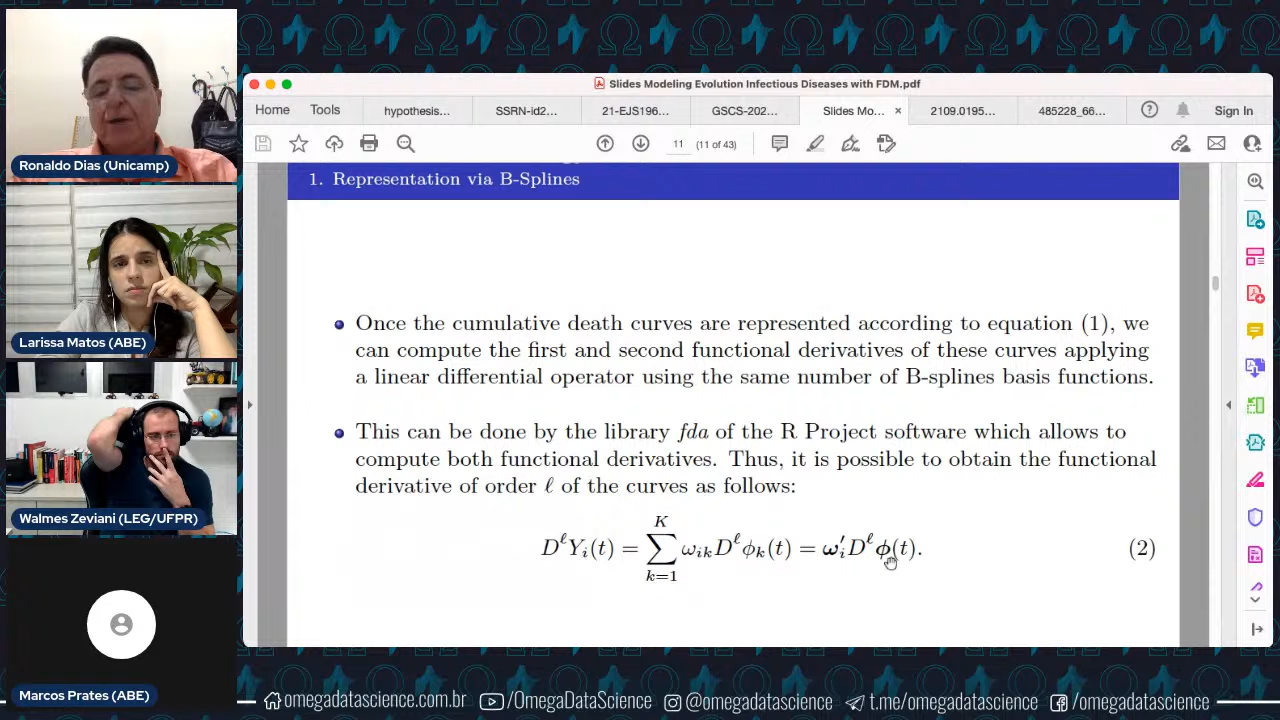 Ronaldo Dias (Unicamp)
Larissa Matos (ABE)
Walmes Zeviani (LEG/UFPR)
Marcos Prates (ABE)
Slides Modeling Evolution Infectious Diseases with FDM.pdf
Home Tools hypothesis... SSRN-id2... 21-EJS196... GSCS-202... Slides Mo... × 2109.0195... 485228_66... Sign In
11 (11 of 43)
1. Representation via B-Splines
Once the cumulative death curves are represented according to equation (1), we
can compute the first and second functional derivatives of these curves applying
a linear differential operator using the same number of B-splines basis functions.
This can be done by the library fda of the R Project software which allows to
compute both functional derivatives. Thus, it is possible to obtain the functional
derivative of order ℓ of the curves as follows:
D^ℓ Y_i(t) = ∑_{k=1}^{K} ω_{ik} D^ℓ ϕ_k(t) = ω′_i D^ℓ ϕ(t). (2)
omegadatascience.com.br /OmegaDataScience @omegadatascience t.me/omegadatascience /omegadatascience